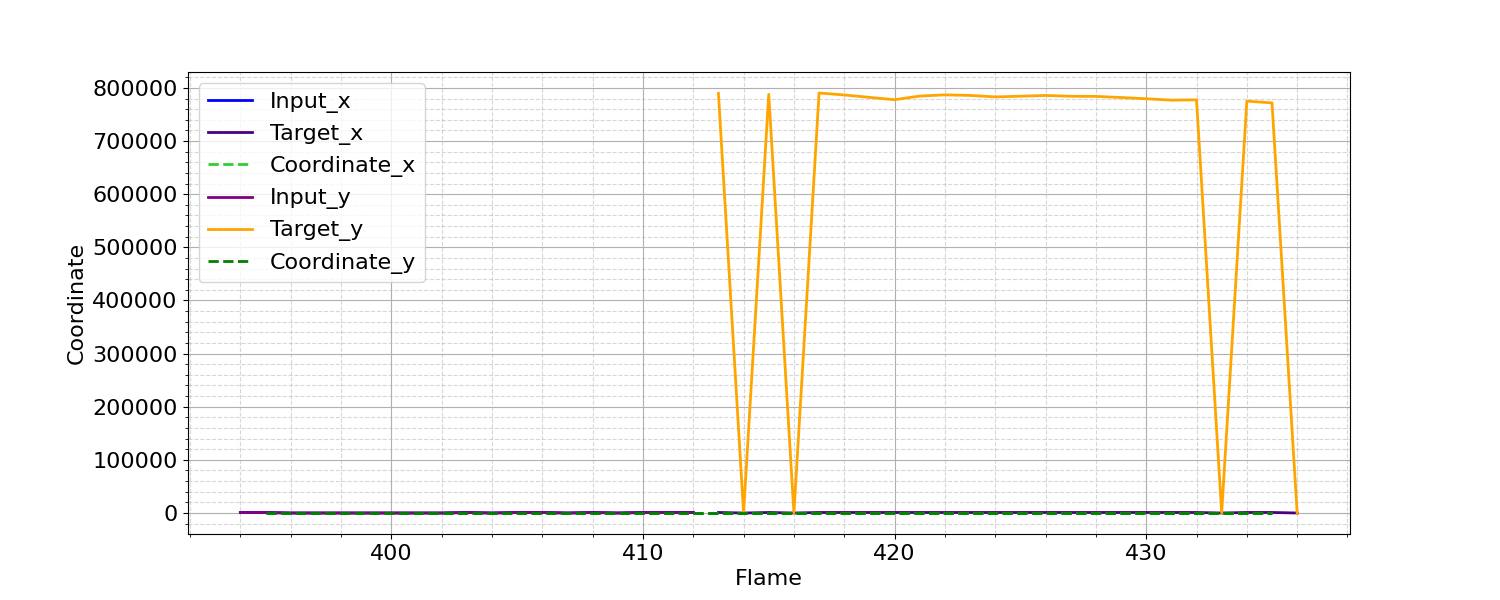 800000
700000
600000
500000
400000
300000
200000
100000
0
Coordinate
Input_x
Target_x
Coordinate_x
Input_y
Target_y
Coordinate_y
400 410 420 430
Flame